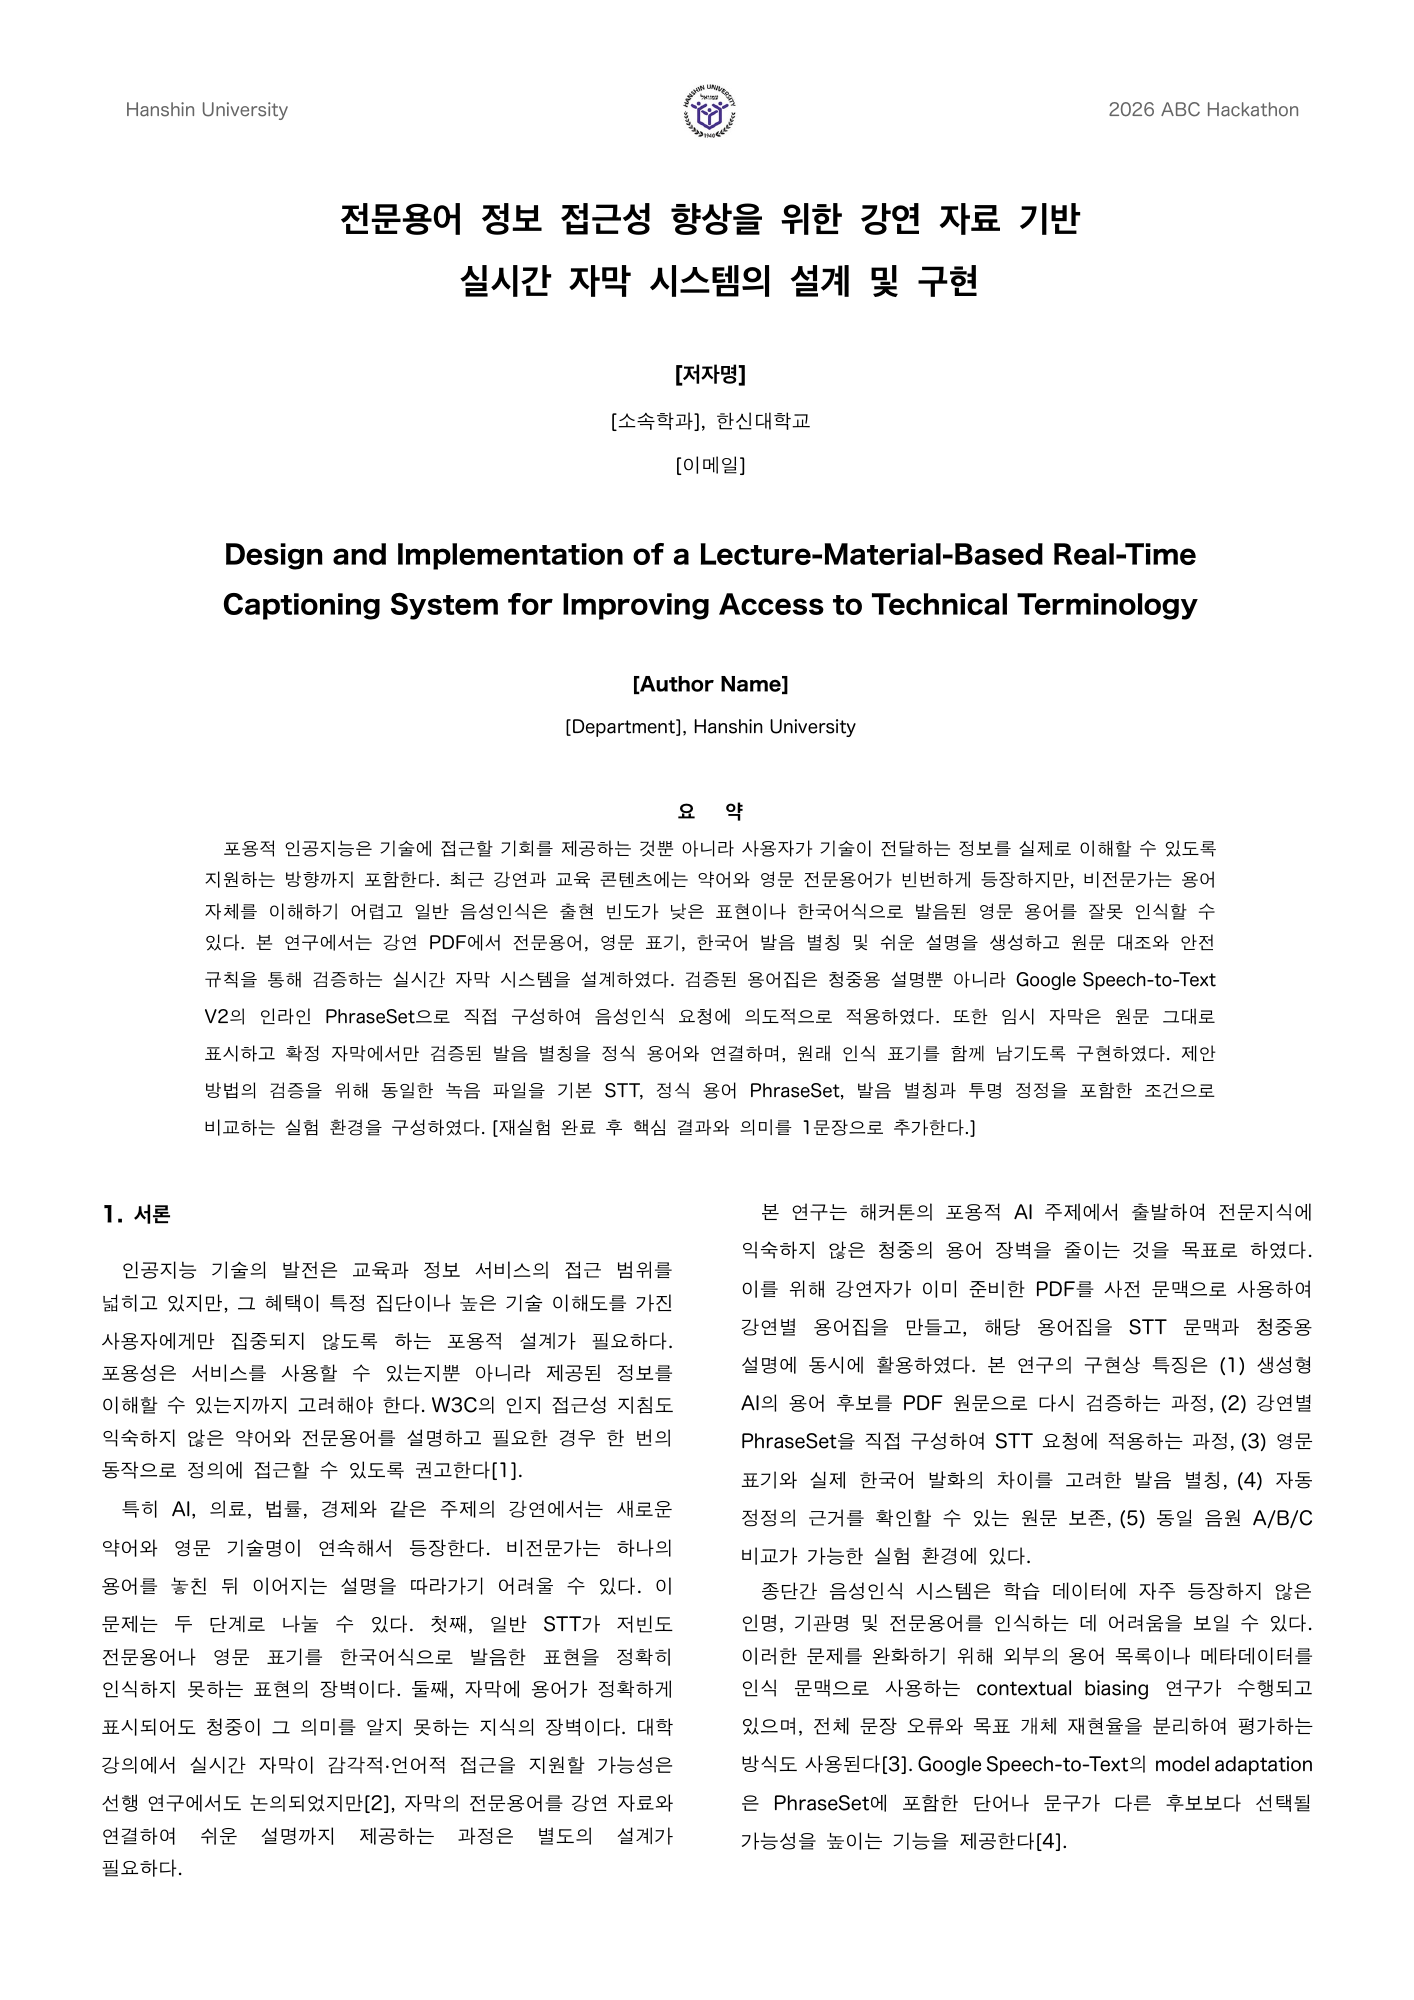 Hanshin University
HANSHIN UNIVERSITY
1940
2026 ABC Hackathon
전문용어 정보 접근성 향상을 위한 강연 자료 기반
실시간 자막 시스템의 설계 및 구현
[저자명]
[소속학과], 한신대학교
[이메일]
Design and Implementation of a Lecture-Material-Based Real-Time
Captioning System for Improving Access to Technical Terminology
[Author Name]
[Department], Hanshin University
요 약
포용적 인공지능은 기술에 접근할 기회를 제공하는 것뿐 아니라 사용자가 기술이 전달하는 정보를 실제로 이해할 수 있도록
지원하는 방향까지 포함한다. 최근 강연과 교육 콘텐츠에는 약어와 영문 전문용어가 빈번하게 등장하지만, 비전문가는 용어
자체를 이해하기 어렵고 일반 음성인식은 출현 빈도가 낮은 표현이나 한국어식으로 발음된 영문 용어를 잘못 인식할 수
있다. 본 연구에서는 강연 PDF에서 전문용어, 영문 표기, 한국어 발음 별칭 및 쉬운 설명을 생성하고 원문 대조와 안전
규칙을 통해 검증하는 실시간 자막 시스템을 설계하였다. 검증된 용어집은 청중용 설명뿐 아니라 Google Speech-to-Text
V2의 인라인 PhraseSet으로 직접 구성하여 음성인식 요청에 의도적으로 적용하였다. 또한 임시 자막은 원문 그대로
표시하고 확정 자막에서만 검증된 발음 별칭을 정식 용어와 연결하며, 원래 인식 표기를 함께 남기도록 구현하였다. 제안
방법의 검증을 위해 동일한 녹음 파일을 기본 STT, 정식 용어 PhraseSet, 발음 별칭과 투명 정정을 포함한 조건으로
비교하는 실험 환경을 구성하였다. [재실험 완료 후 핵심 결과와 의미를 1문장으로 추가한다.]
1. 서론
인공지능 기술의 발전은 교육과 정보 서비스의 접근 범위를
넓히고 있지만, 그 혜택이 특정 집단이나 높은 기술 이해도를 가진
사용자에게만 집중되지 않도록 하는 포용적 설계가 필요하다.
포용성은 서비스를 사용할 수 있는지뿐 아니라 제공된 정보를
이해할 수 있는지까지 고려해야 한다. W3C의 인지 접근성 지침도
익숙하지 않은 약어와 전문용어를 설명하고 필요한 경우 한 번의
동작으로 정의에 접근할 수 있도록 권고한다[1].
특히 AI, 의료, 법률, 경제와 같은 주제의 강연에서는 새로운
약어와 영문 기술명이 연속해서 등장한다. 비전문가는 하나의
용어를 놓친 뒤 이어지는 설명을 따라가기 어려울 수 있다. 이
문제는 두 단계로 나눌 수 있다. 첫째, 일반 STT가 저빈도
전문용어나 영문 표기를 한국어식으로 발음한 표현을 정확히
인식하지 못하는 표현의 장벽이다. 둘째, 자막에 용어가 정확하게
표시되어도 청중이 그 의미를 알지 못하는 지식의 장벽이다. 대학
강의에서 실시간 자막이 감각적·언어적 접근을 지원할 가능성은
선행 연구에서도 논의되었지만[2], 자막의 전문용어를 강연 자료와
연결하여 쉬운 설명까지 제공하는 과정은 별도의 설계가
필요하다.
본 연구는 해커톤의 포용적 AI 주제에서 출발하여 전문지식에
익숙하지 않은 청중의 용어 장벽을 줄이는 것을 목표로 하였다.
이를 위해 강연자가 이미 준비한 PDF를 사전 문맥으로 사용하여
강연별 용어집을 만들고, 해당 용어집을 STT 문맥과 청중용
설명에 동시에 활용하였다. 본 연구의 구현상 특징은 (1) 생성형
AI의 용어 후보를 PDF 원문으로 다시 검증하는 과정, (2) 강연별
PhraseSet을 직접 구성하여 STT 요청에 적용하는 과정, (3) 영문
표기와 실제 한국어 발화의 차이를 고려한 발음 별칭, (4) 자동
정정의 근거를 확인할 수 있는 원문 보존, (5) 동일 음원 A/B/C
비교가 가능한 실험 환경에 있다.
종단간 음성인식 시스템은 학습 데이터에 자주 등장하지 않은
인명, 기관명 및 전문용어를 인식하는 데 어려움을 보일 수 있다.
이러한 문제를 완화하기 위해 외부의 용어 목록이나 메타데이터를
인식 문맥으로 사용하는 contextual biasing 연구가 수행되고
있으며, 전체 문장 오류와 목표 개체 재현율을 분리하여 평가하는
방식도 사용된다[3]. Google Speech-to-Text의 model adaptation
은 PhraseSet에 포함한 단어나 문구가 다른 후보보다 선택될
가능성을 높이는 기능을 제공한다[4].